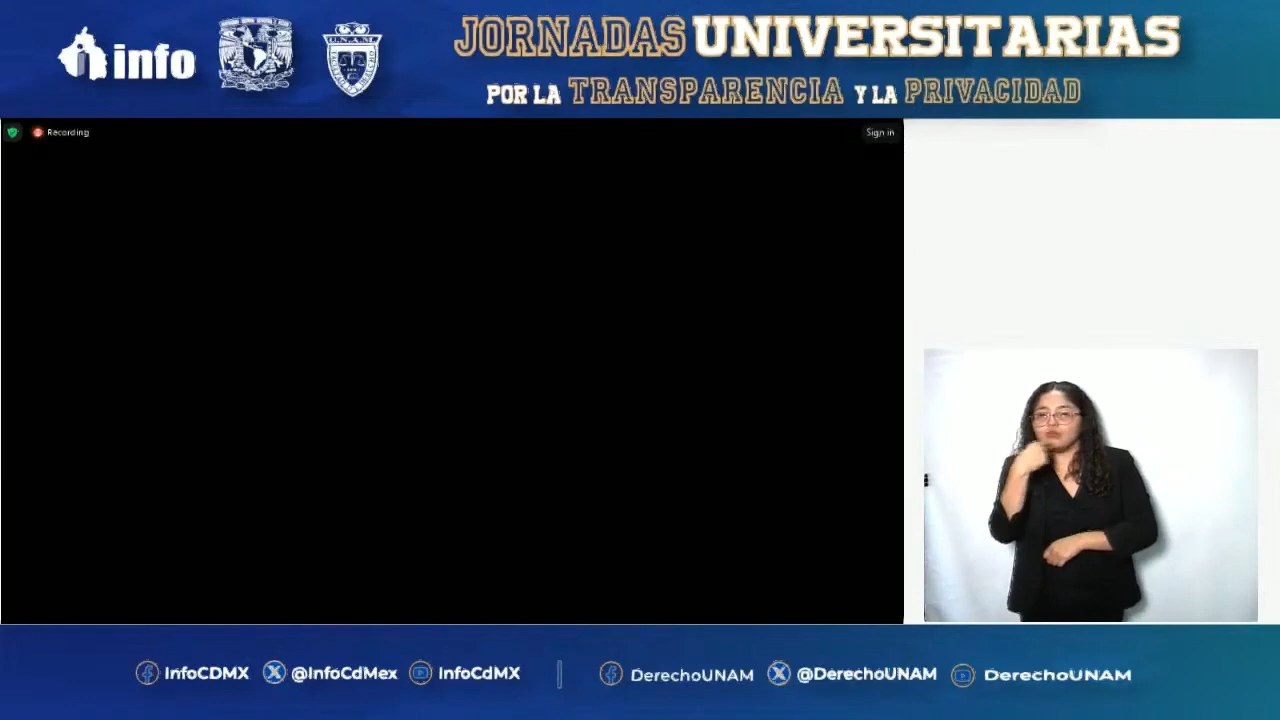 info
U.N.A.M.
JORNADAS UNIVERSITARIAS
POR LA TRANSPARENCIA Y LA PRIVACIDAD
Recording
Sign in
InfoCDMX @InfoCdMex InfoCdMX DerechoUNAM @DerechoUNAM DerechoUNAM